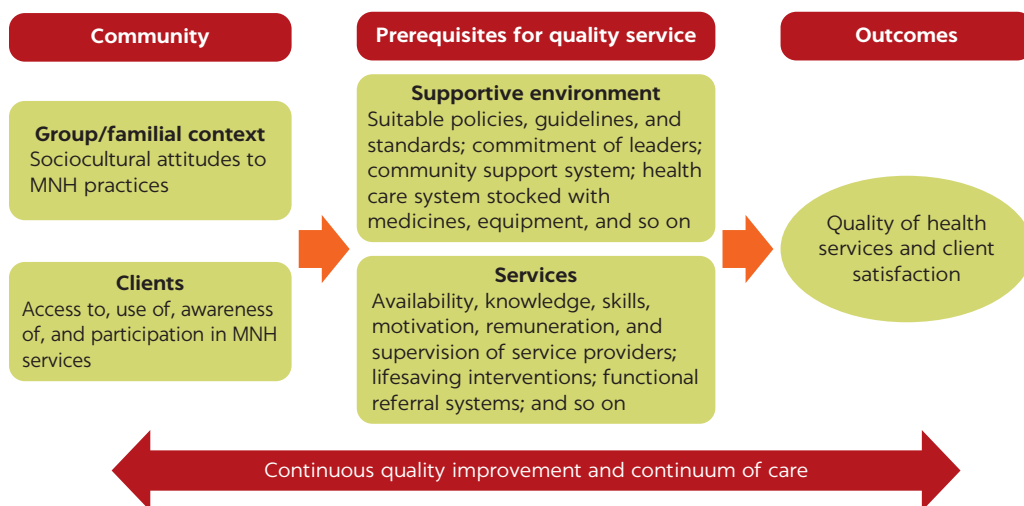 Community
Prerequisites for quality service
Outcomes
Group/familial context
Sociocultural attitudes to
MNH practices
Clients
Access to, use of, awareness
of, and participation in MNH
services
Supportive environment
Suitable policies, guidelines, and
standards; commitment of leaders;
community support system; health
care system stocked with
medicines, equipment, and so on
Services
Availability, knowledge, skills,
motivation, remuneration, and
supervision of service providers;
lifesaving interventions; functional
referral systems; and so on
Quality of health
services and client
satisfaction
Continuous quality improvement and continuum of care